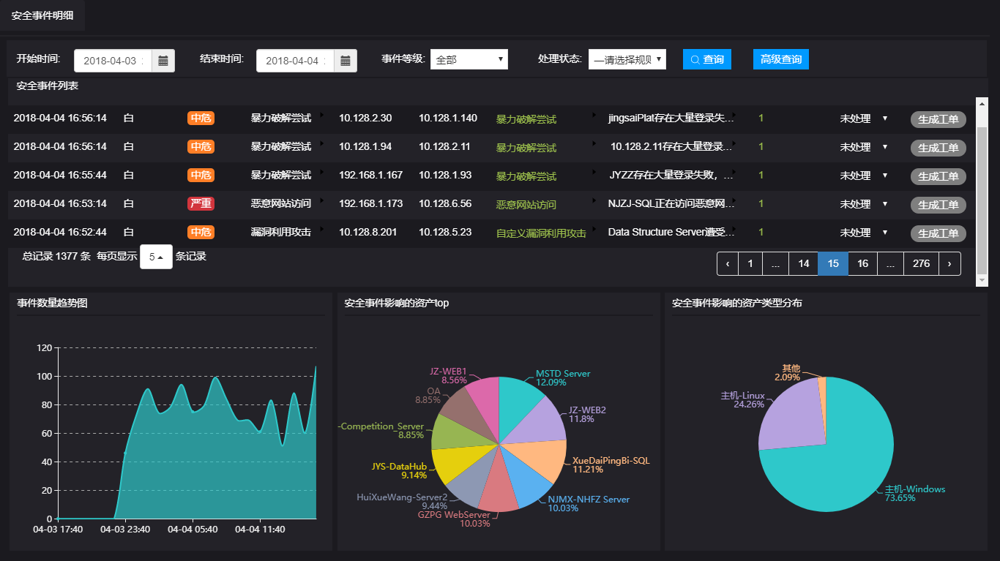 安全事件明细
开始时间: 2018-04-03 结束时间: 2018-04-04 事件等级: 全部 处理状态: —请选择规则 查询 高级查询
安全事件列表
2018-04-04 16:56:14 白 中危 暴力破解尝试 10.128.2.30 10.128.1.140 暴力破解尝试 jingsaiPlat存在大量登录失... 1 未处理 生成工单
2018-04-04 16:56:14 白 中危 暴力破解尝试 10.128.1.94 10.128.2.11 暴力破解尝试 10.128.2.11存在大量登录... 1 未处理 生成工单
2018-04-04 16:55:44 白 中危 暴力破解尝试 192.168.1.167 10.128.1.93 暴力破解尝试 JYZZ存在大量登录失败，... 1 未处理 生成工单
2018-04-04 16:53:14 白 严重 恶意网站访问 192.168.1.173 10.128.6.56 恶意网站访问 NJZJ-SQL正在访问恶意网... 1 未处理 生成工单
2018-04-04 16:52:44 白 中危 漏洞利用攻击 10.128.8.201 10.128.5.23 自定义漏洞利用攻击 Data Structure Server遭受... 1 未处理 生成工单
总记录 1377 条 每页显示 5 条记录 ‹ 1 ... 14 15 16 ... 276 ›
事件数量趋势图
120
100
80
60
40
20
0
04-03 17:40 04-03 23:40 04-04 05:40 04-04 11:40
安全事件影响的资产top
MSTD Server
12.09%
JZ-WEB2
11.8%
XueDaiPingBi-SQL
11.21%
NJMX-NHFZ Server
10.03%
GZPG WebServer
10.03%
HuiXueWang-Server2
9.44%
JYS-DataHub
9.14%
-Competition_Server
8.85%
OA
8.85%
JZ-WEB1
8.56%
安全事件影响的资产类型分布
其他
2.09%
主机-Linux
24.26%
主机-Windows
73.65%